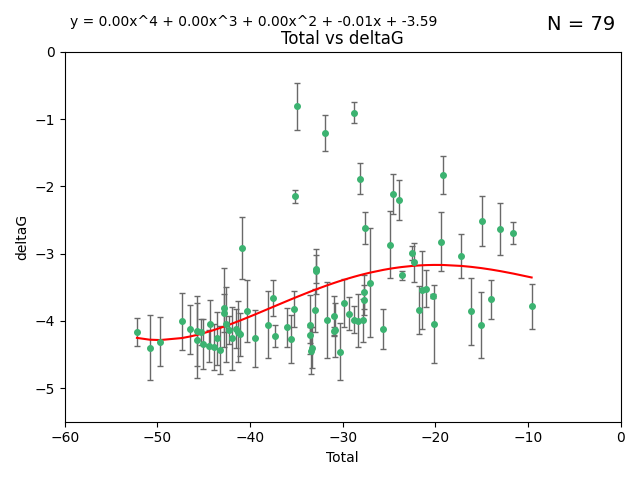 y = 0.00x^4 + 0.00x^3 + 0.00x^2 + -0.01x + -3.59
N = 79
Total vs deltaG
0
−1
−2
−3
−4
−5
deltaG
−60
−50
−40
−30
−20
−10
0
Total